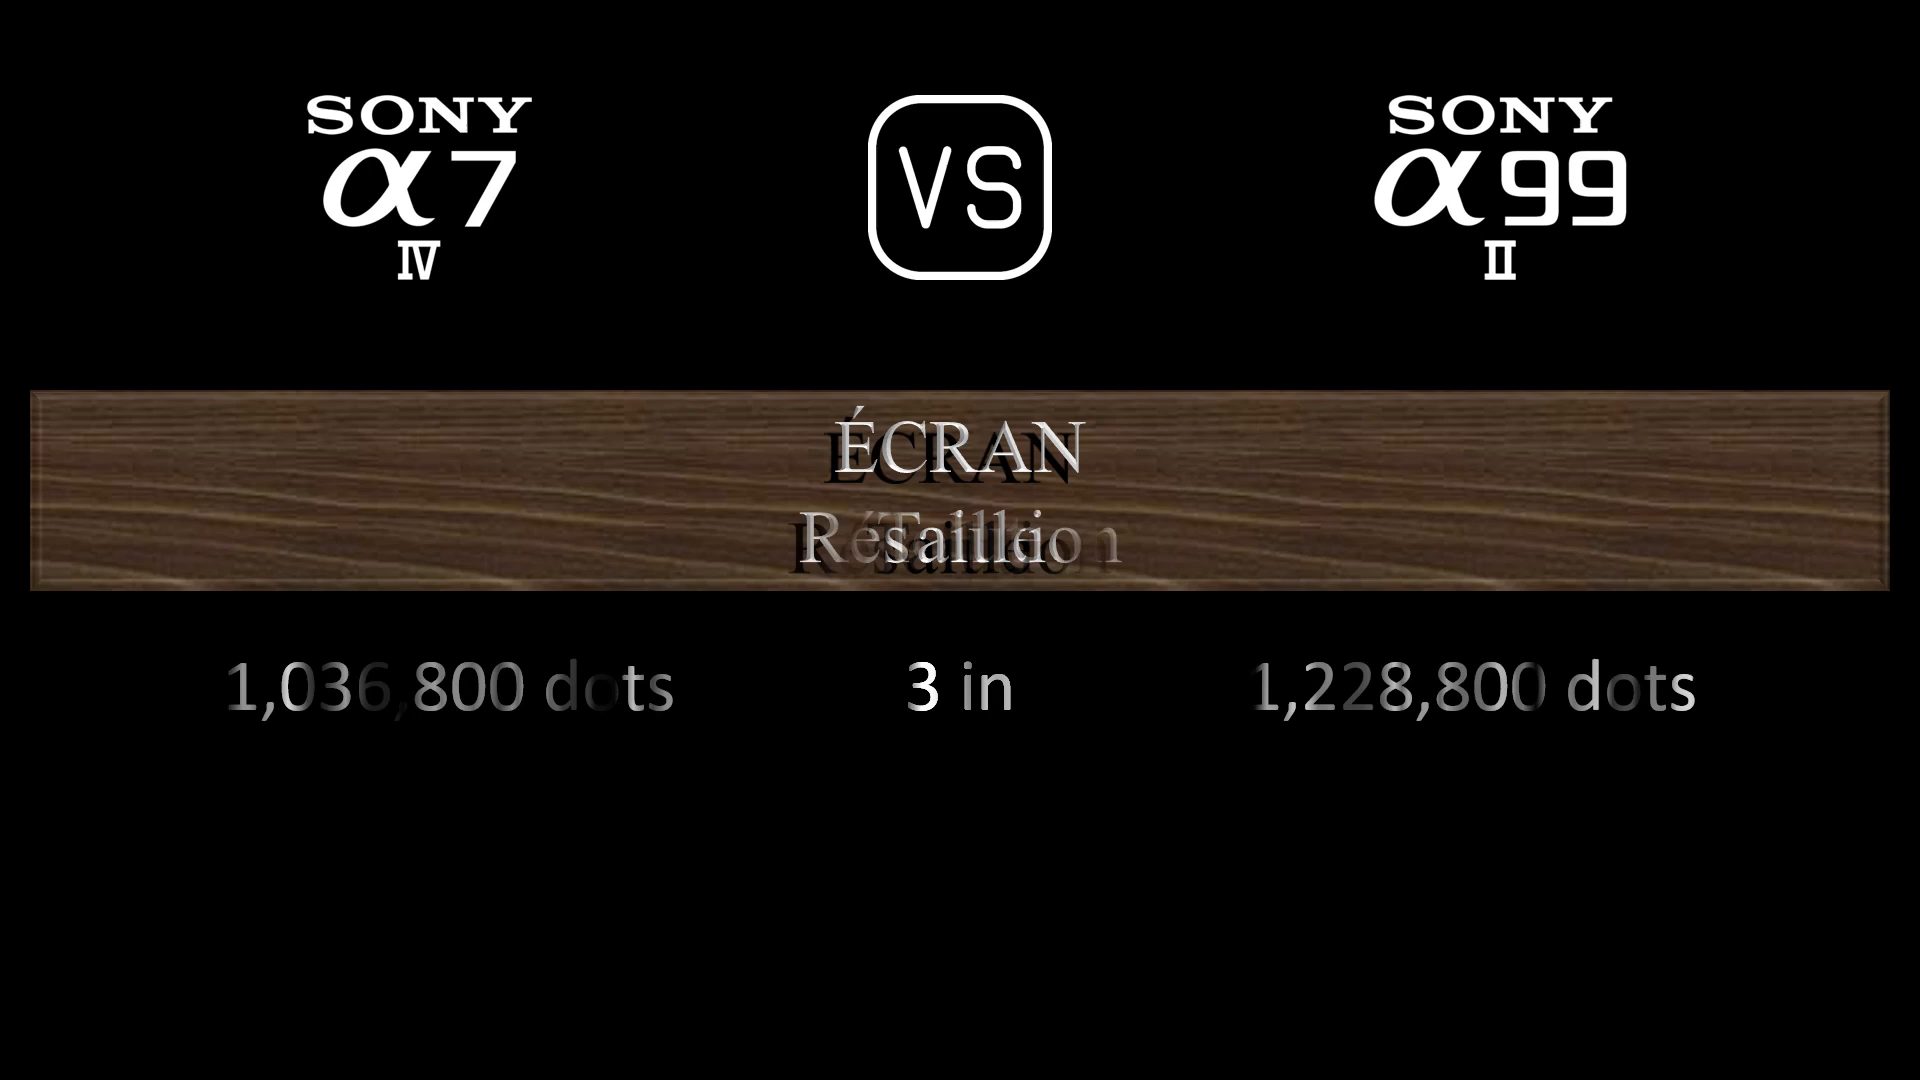 SONY
α7
IV
VS
SONY
α99
II
ÉCRAN
1,036,800 dots
3 in
1,228,800 dots